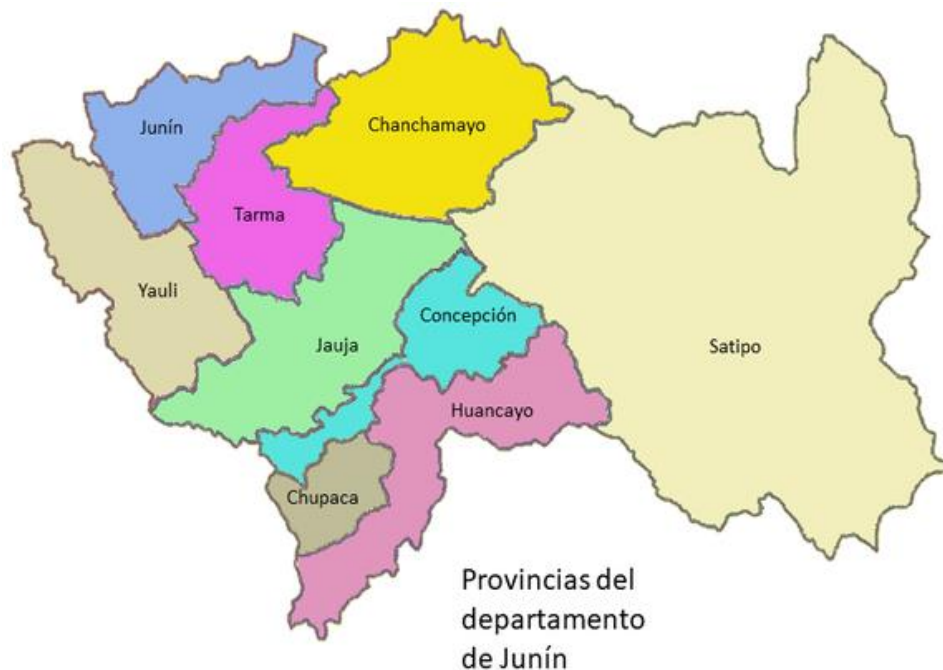 Chanchamayo
Junín
Tarma
Yauli
Concepción
Jauja
Satipo
Huancayo
Chupaca
Provincias del
departamento
de Junín